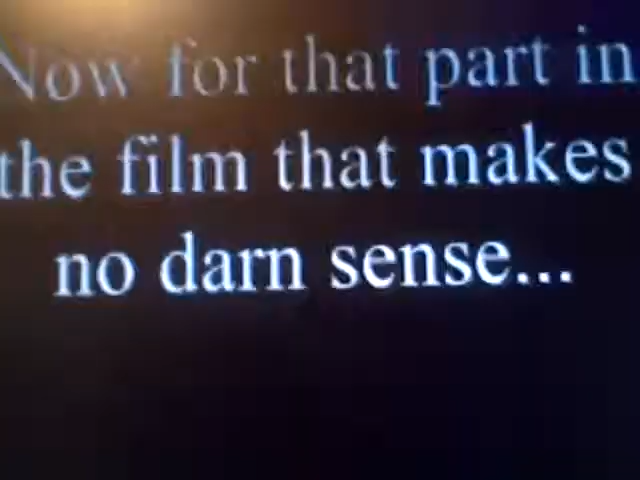 Now for that part in
the film that makes
no darn sense...